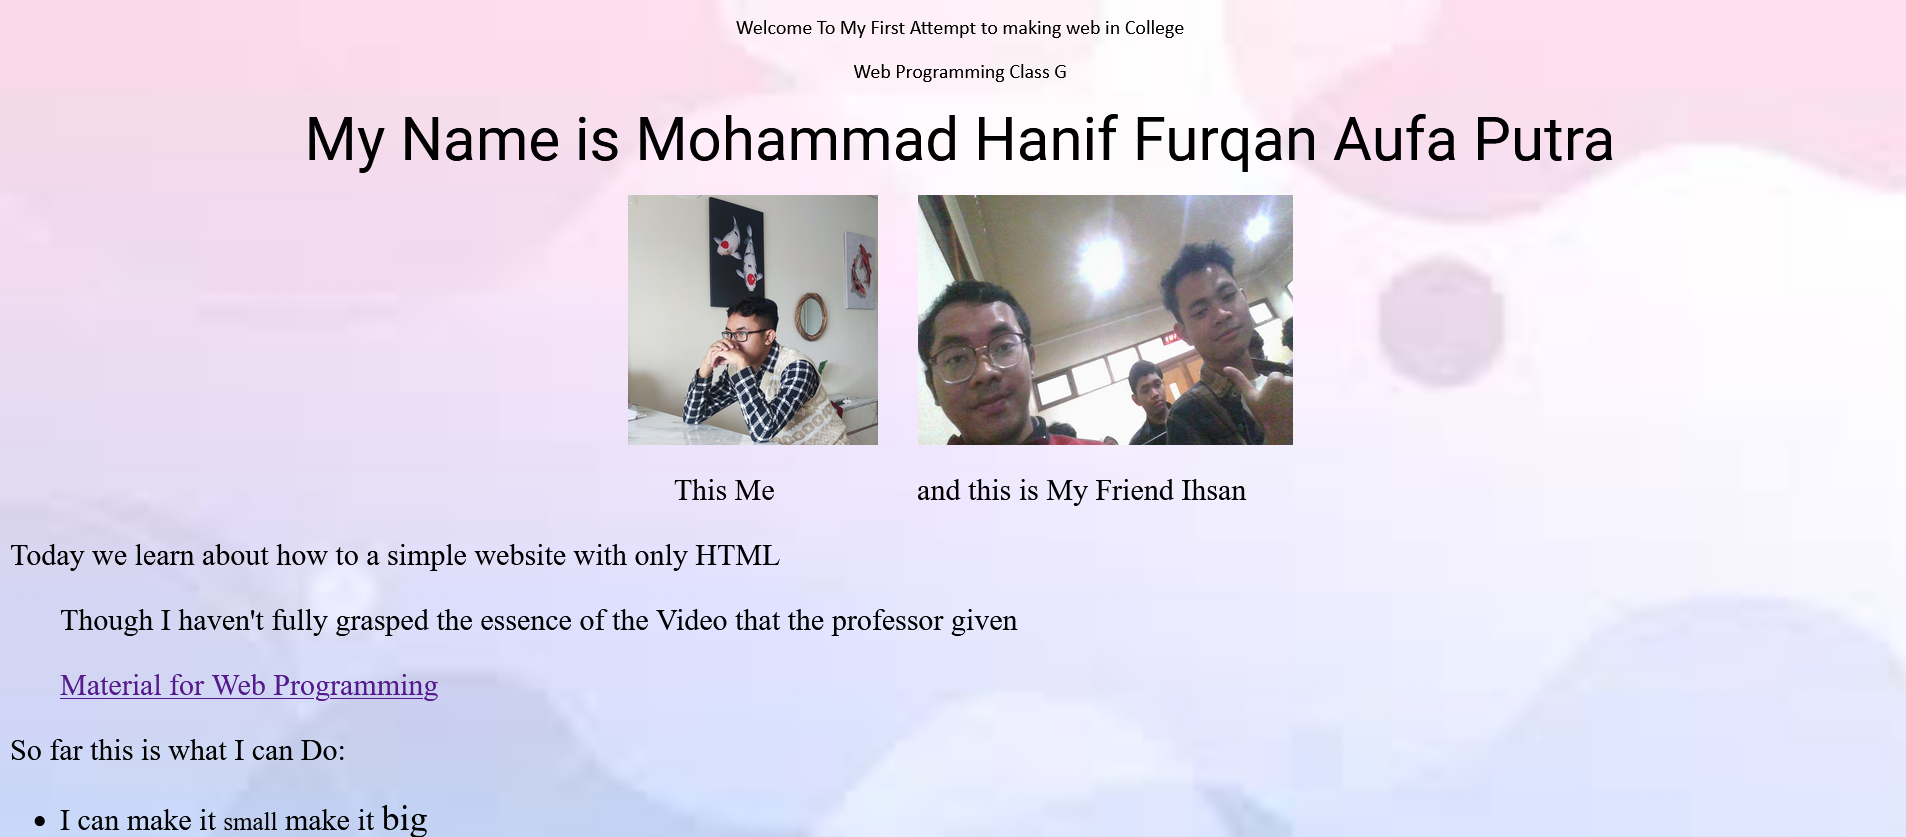 Welcome To My First Attempt to making web in College
Web Programming Class G
My Name is Mohammad Hanif Furqan Aufa Putra
This Me and this is My Friend Ihsan
Today we learn about how to a simple website with only HTML
Though I haven't fully grasped the essence of the Video that the professor given
Material for Web Programming
So far this is what I can Do:
• I can make it small make it big